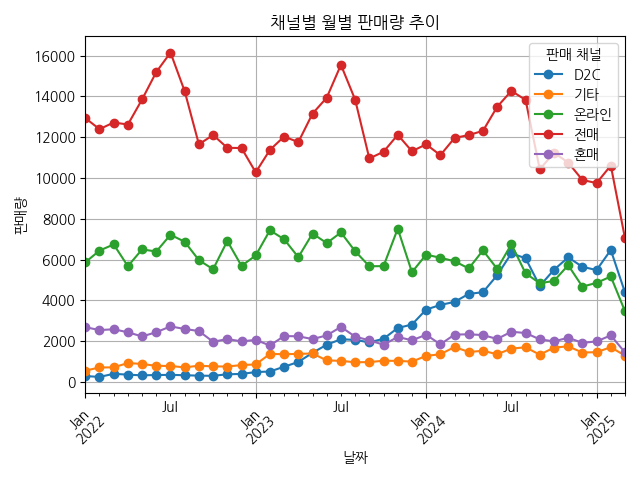 채널별 월별 판매량 추이
판매 채널
D2C
기타
온라인
전매
혼매
16000
14000
12000
10000
8000
6000
4000
2000
0
판매량
Jan
2022
Jul
Jan
2023
Jul
Jan
2024
Jul
Jan
2025
날짜